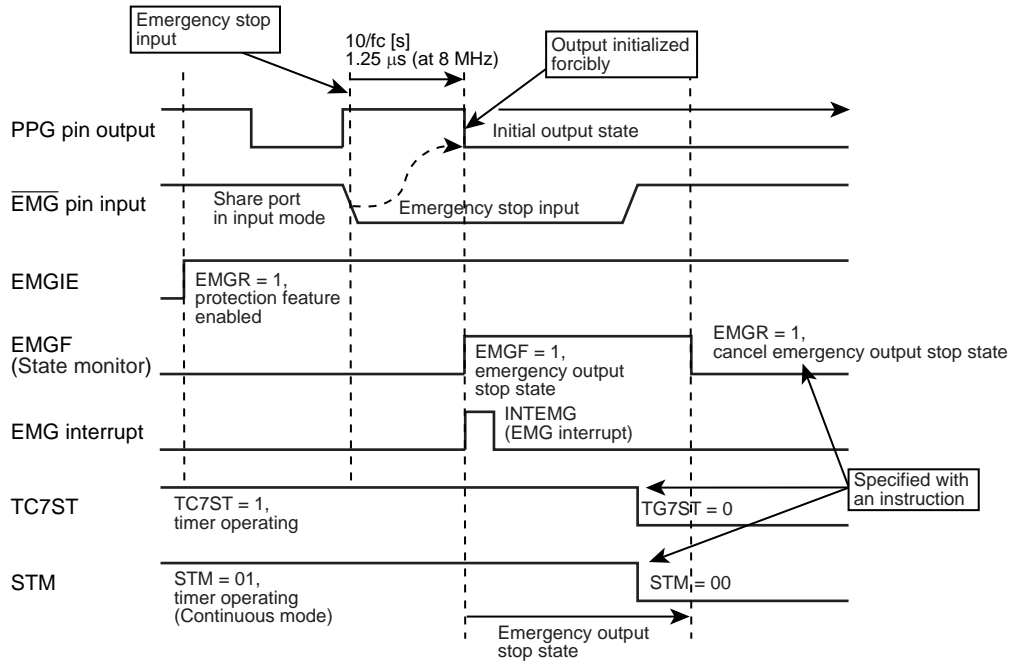 Emergency stop
input
10/fc [s]
1.25 μs (at 8 MHz)
Output initialized
forcibly
PPG pin output
Initial output state
EMG pin input
Share port
in input mode
Emergency stop input
EMGIE
EMGR = 1,
protection feature
enabled
EMGF
(State monitor)
EMGF = 1,
emergency output
stop state
EMGR = 1,
cancel emergency output stop state
EMG interrupt
INTEMG
(EMG interrupt)
Specified with
an instruction
TC7ST
TC7ST = 1,
timer operating
TG7ST = 0
STM
STM = 01,
timer operating
(Continuous mode)
STM = 00
Emergency output
stop state